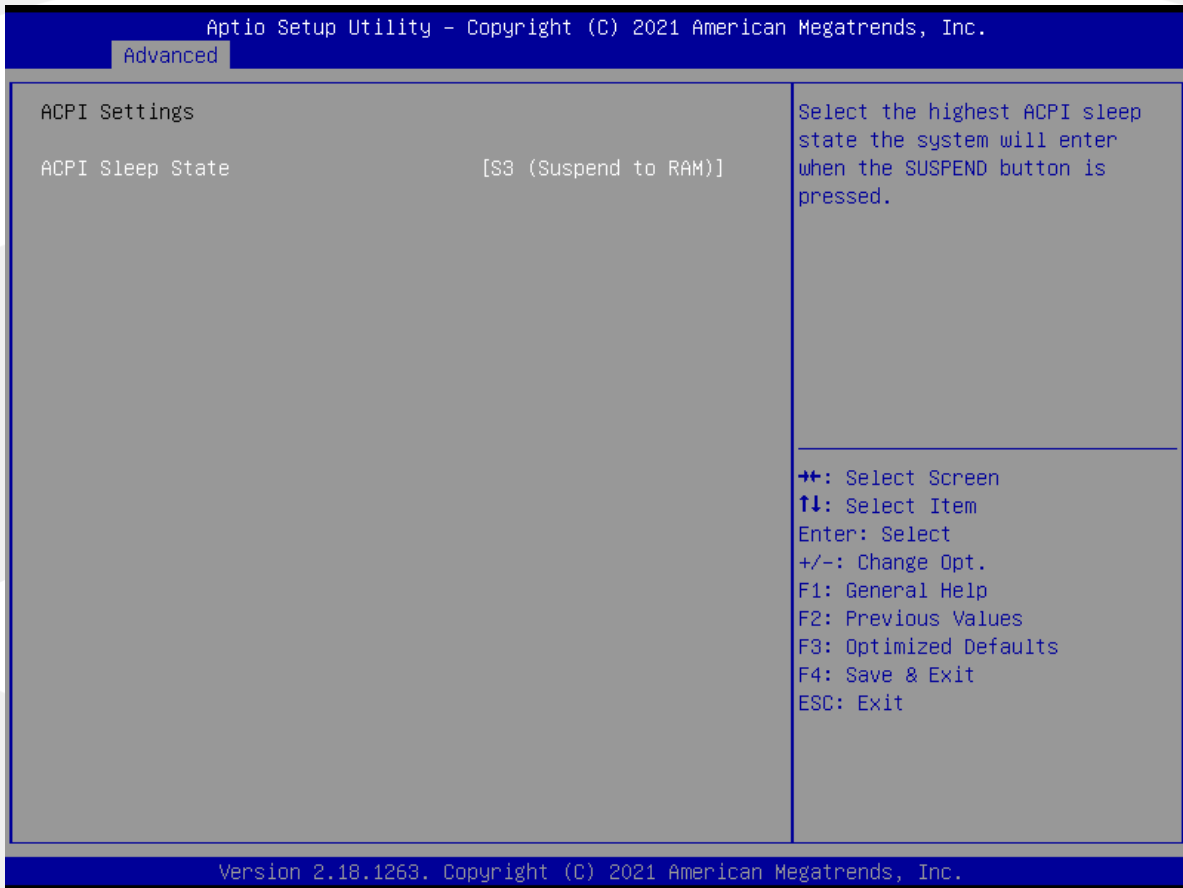 Aptio Setup Utility – Copyright (C) 2021 American Megatrends, Inc.
Advanced
ACPI Settings
ACPI Sleep State [S3 (Suspend to RAM)]
Select the highest ACPI sleep
state the system will enter
when the SUSPEND button is
pressed.
→←: Select Screen
↑↓: Select Item
Enter: Select
+/-: Change Opt.
F1: General Help
F2: Previous Values
F3: Optimized Defaults
F4: Save & Exit
ESC: Exit
Version 2.18.1263. Copyright (C) 2021 American Megatrends, Inc.